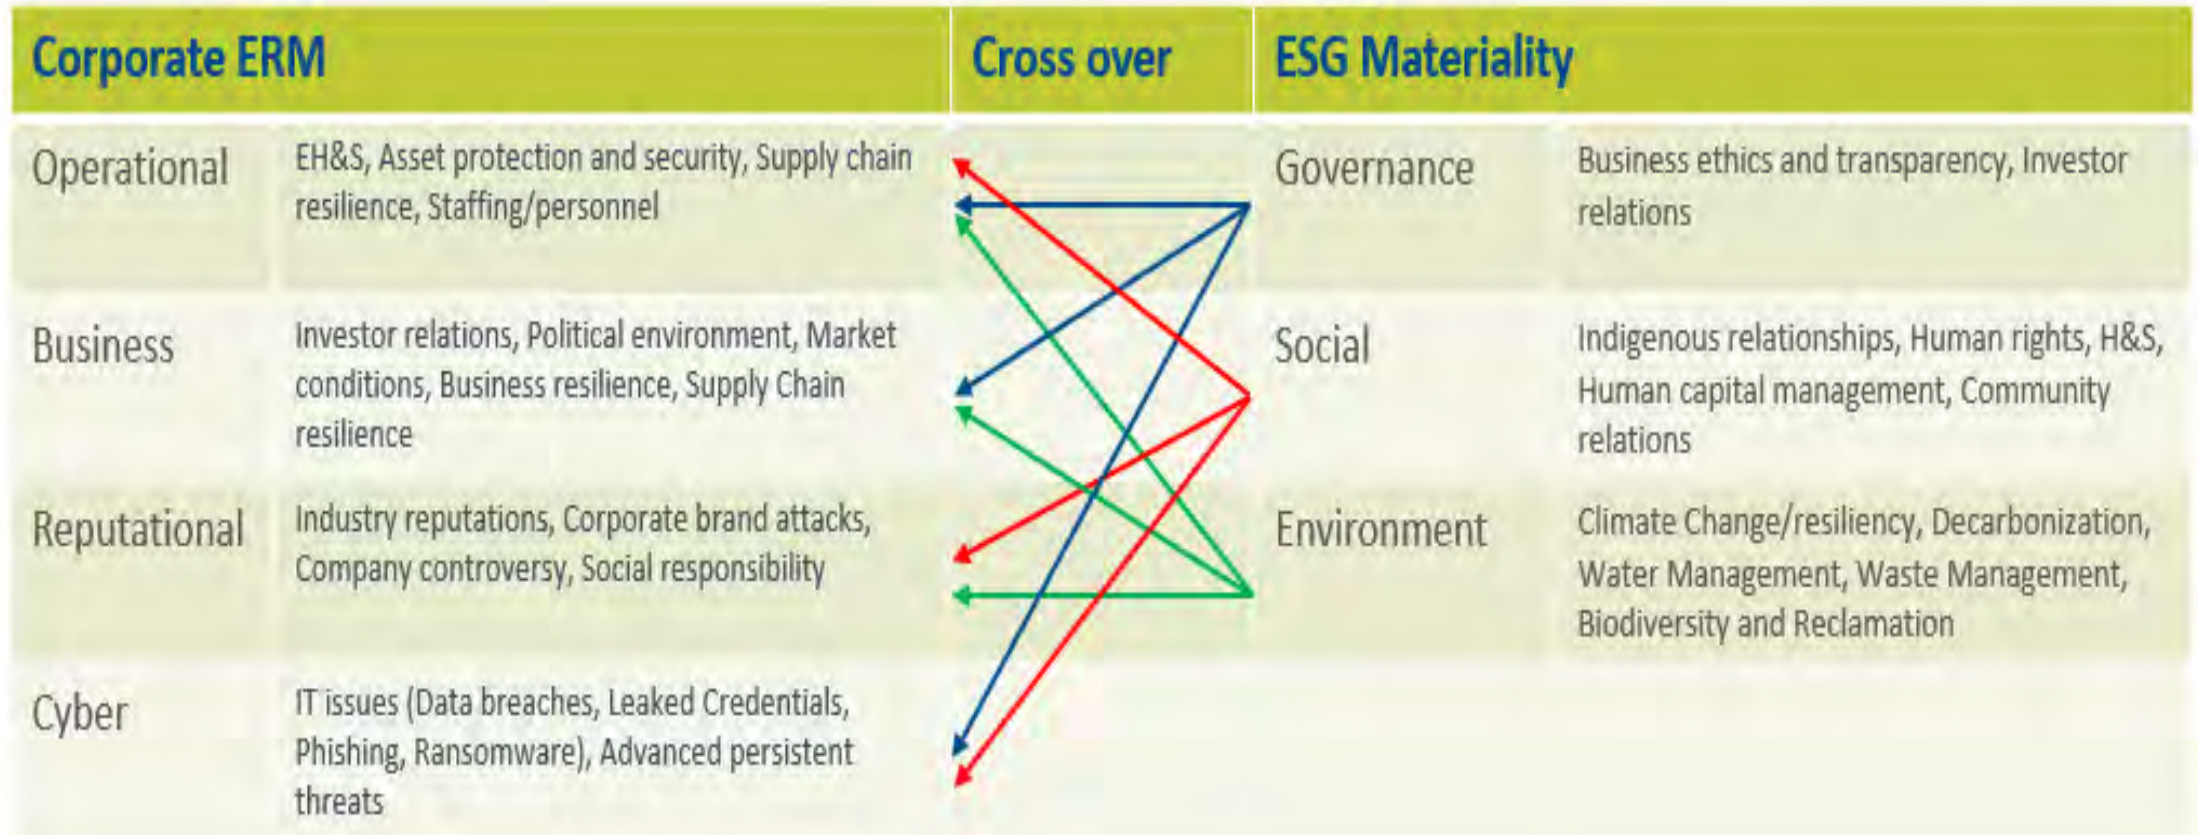 Corporate ERM
Cross over
ESG Materiality
Operational
EH&S, Asset protection and security, Supply chain
resilience, Staffing/personnel
Governance
Business ethics and transparency, Investor
relations
Business
Investor relations, Political environment, Market
conditions, Business resilience, Supply Chain
resilience
Social
Indigenous relationships, Human rights, H&S,
Human capital management, Community
relations
Reputational
Industry reputations, Corporate brand attacks,
Company controversy, Social responsibility
Environment
Climate Change/resiliency, Decarbonization,
Water Management, Waste Management,
Biodiversity and Reclamation
Cyber
IT issues (Data breaches, Leaked Credentials,
Phishing, Ransomware), Advanced persistent
threats